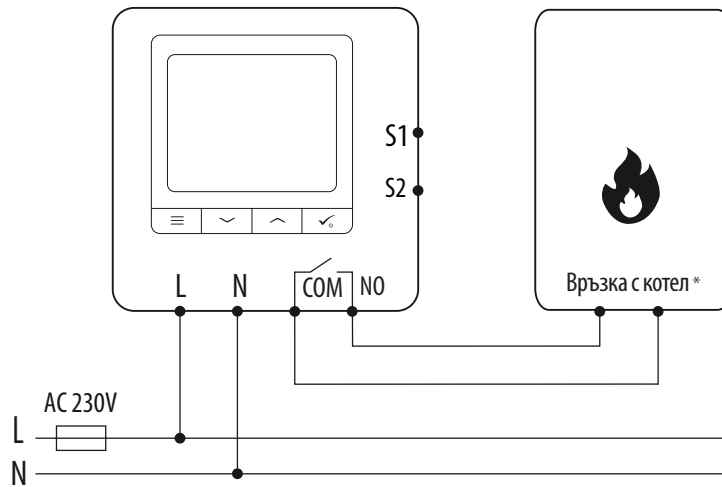 S1
S2
L N COM NO
Връзка с котел *
AC 230V
L
N